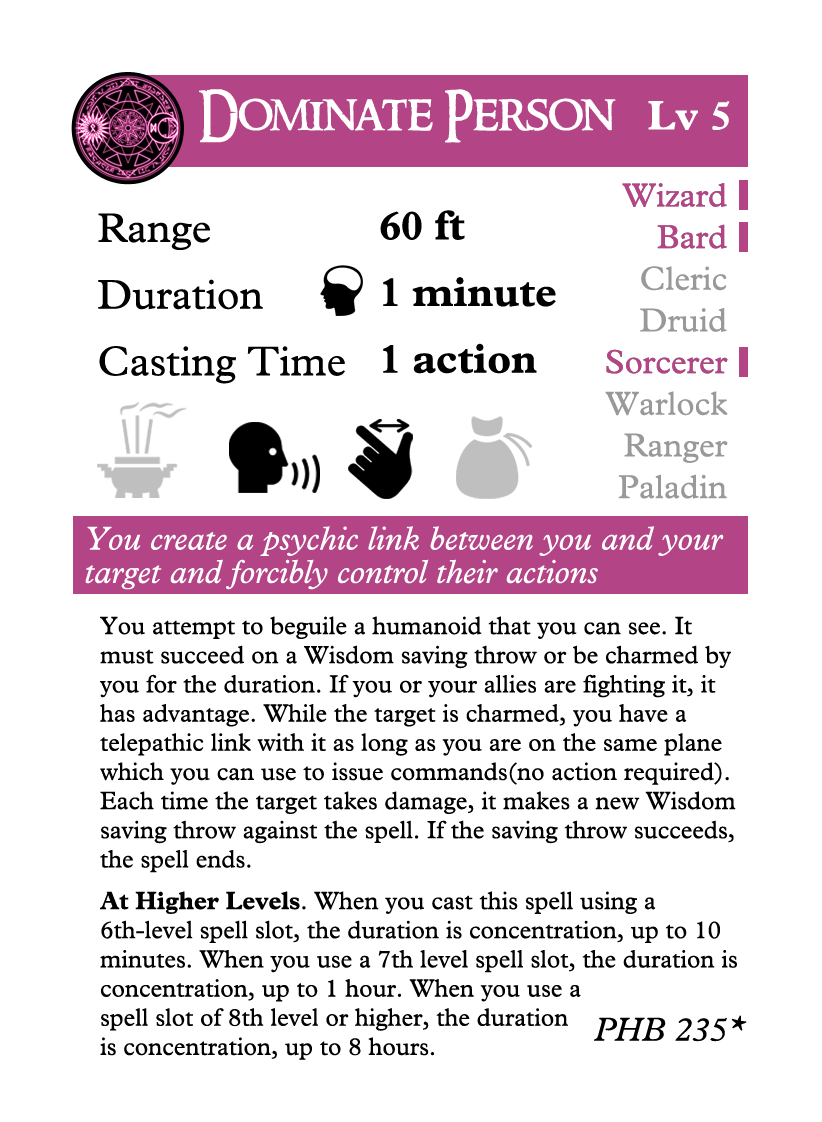 Dominate Person Lv 5
Range 60 ft
Duration 1 minute
Casting Time 1 action
Wizard
Bard
Cleric
Druid
Sorcerer
Warlock
Ranger
Paladin
You create a psychic link between you and your
target and forcibly control their actions
You attempt to beguile a humanoid that you can see. It
must succeed on a Wisdom saving throw or be charmed by
you for the duration. If you or your allies are fighting it, it
has advantage. While the target is charmed, you have a
telepathic link with it as long as you are on the same plane
which you can use to issue commands(no action required).
Each time the target takes damage, it makes a new Wisdom
saving throw against the spell. If the saving throw succeeds,
the spell ends.
At Higher Levels. When you cast this spell using a
6th-level spell slot, the duration is concentration, up to 10
minutes. When you use a 7th level spell slot, the duration is
concentration, up to 1 hour. When you use a
spell slot of 8th level or higher, the duration
is concentration, up to 8 hours.
PHB 235*